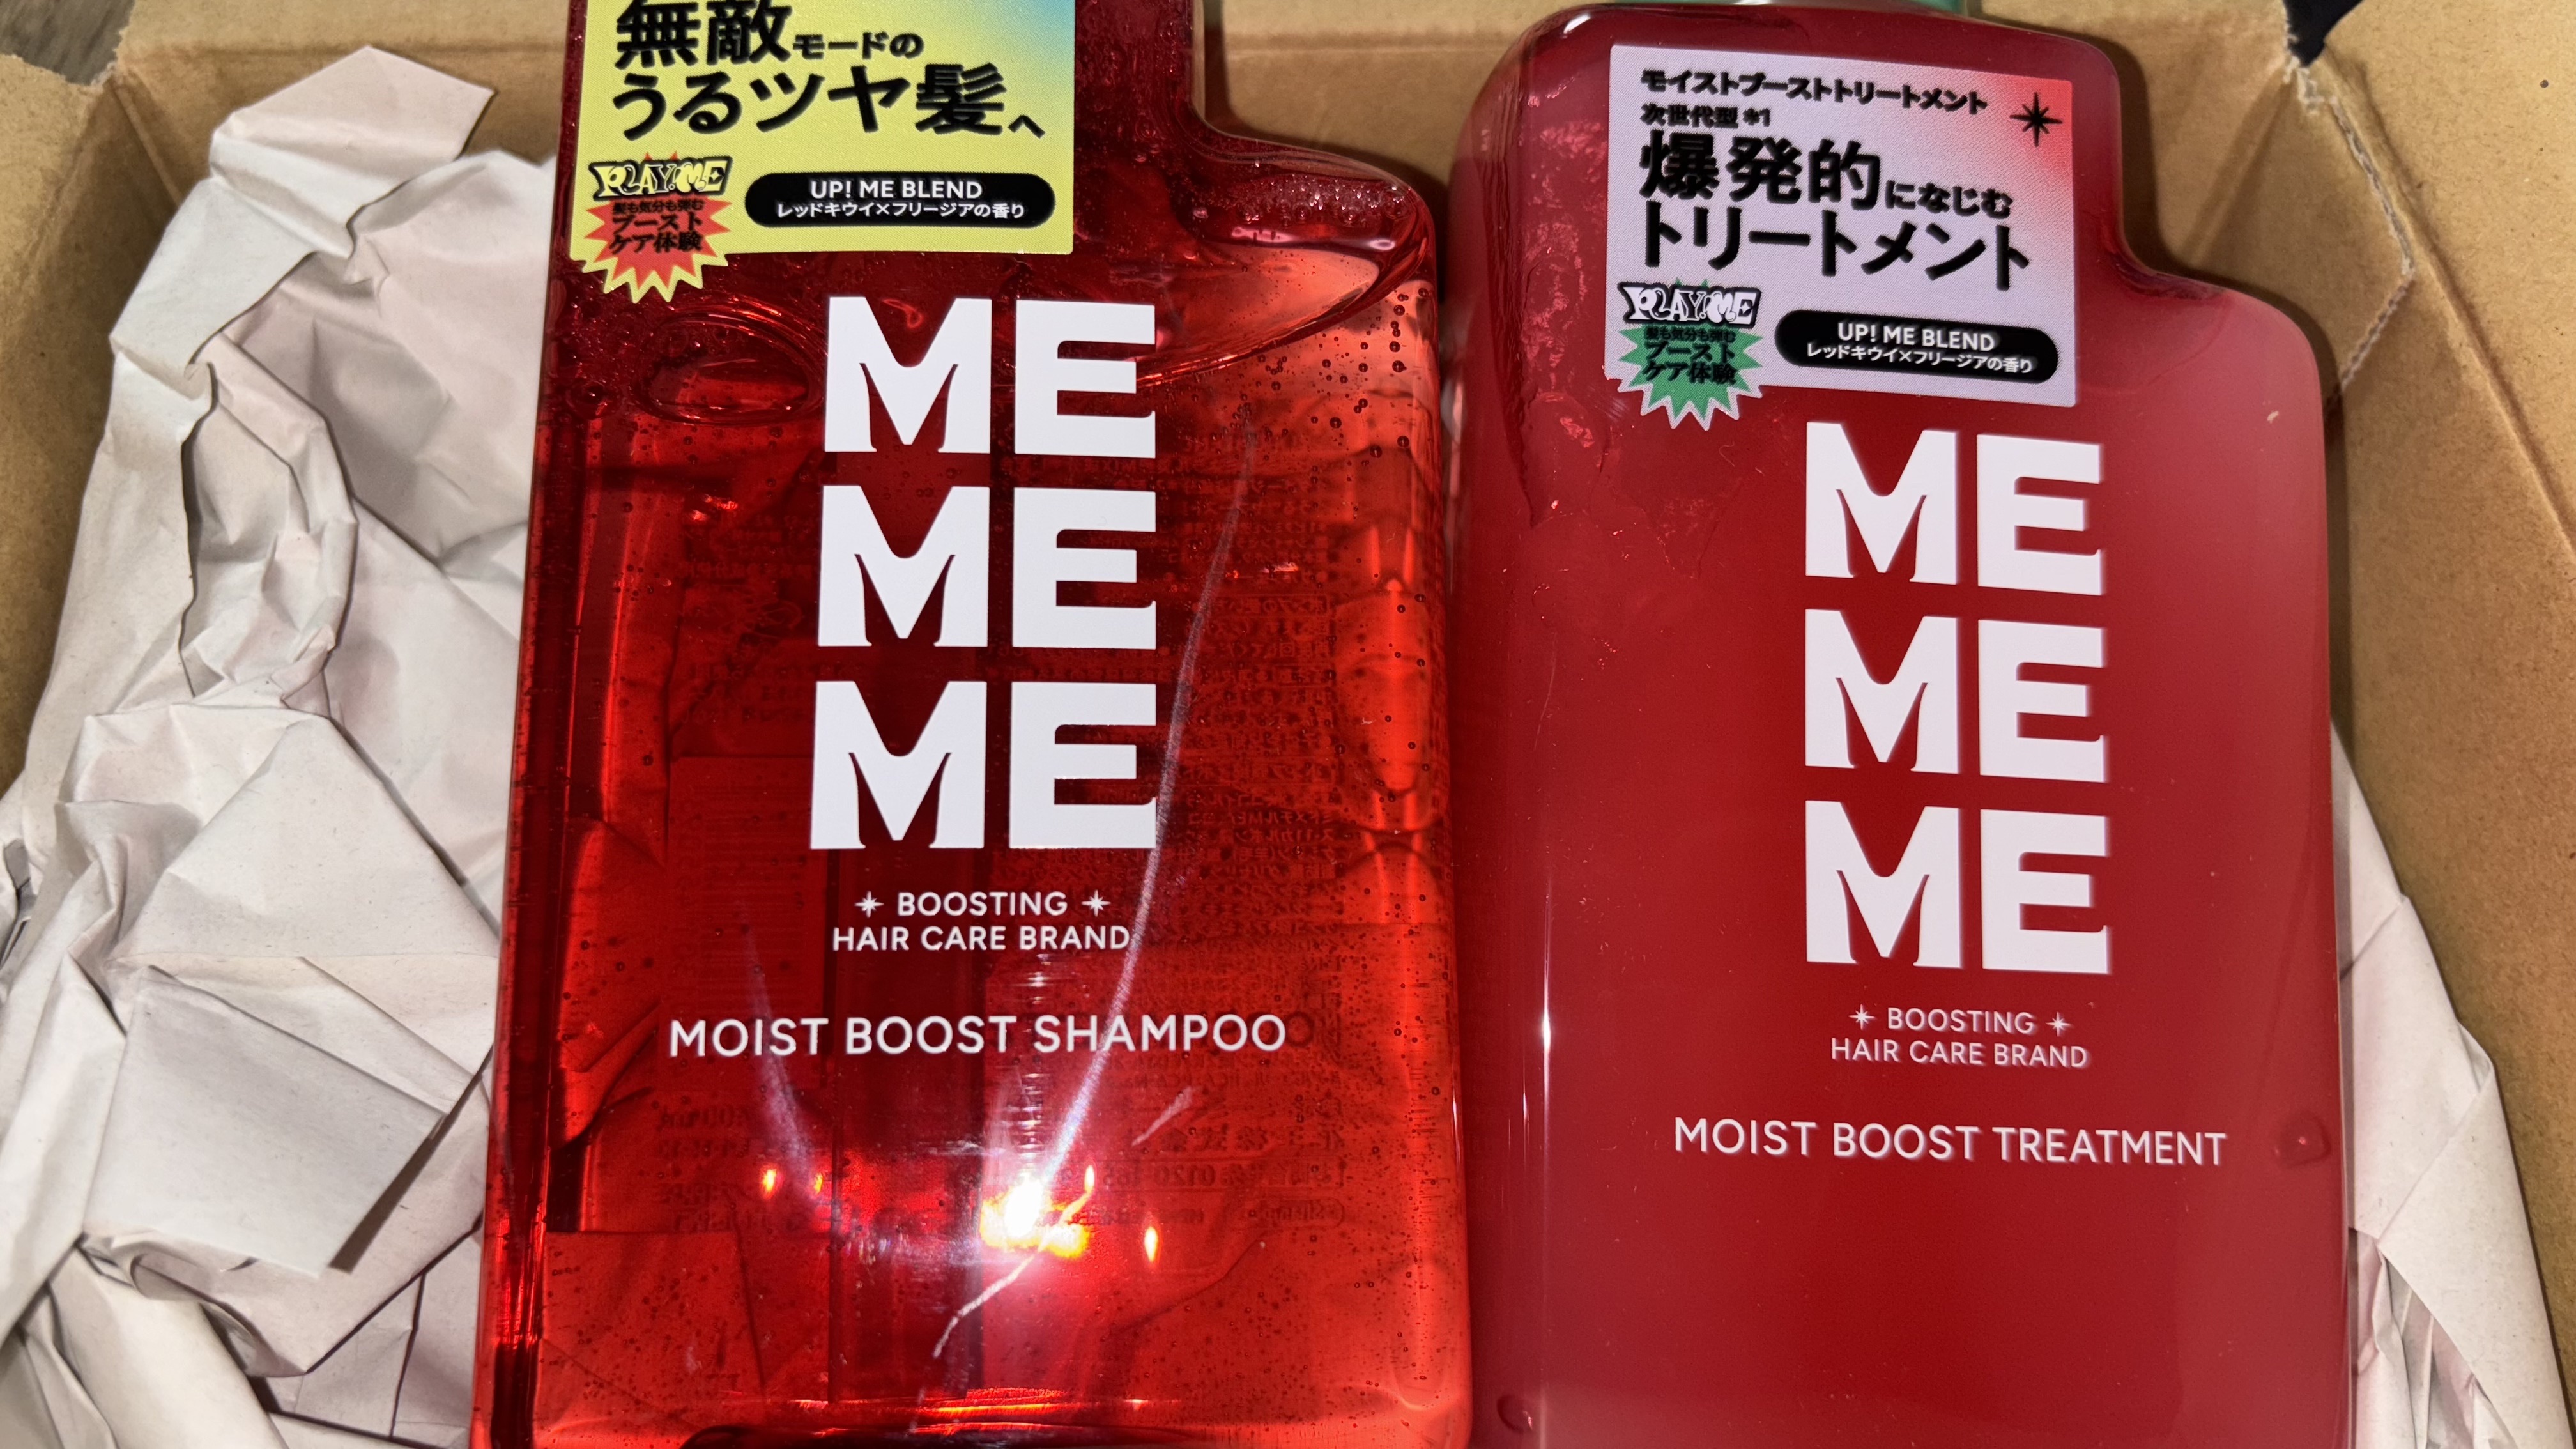 無敵モードの
うるツヤ髪へ
PLAY! ME
髪も気分も弾む
ブースト
ケア体験
UP! ME BLEND
レッドキウイ×フリージアの香り
ME
ME
ME
BOOSTING
HAIR CARE BRAND
MOIST BOOST SHAMPOO
モイストブーストトリートメント
次世代型 *1
爆発的になじむ
トリートメント
PLAY! ME
髪も気分も弾む
ブースト
ケア体験
UP! ME BLEND
レッドキウイ×フリージアの香り
ME
ME
ME
BOOSTING
HAIR CARE BRAND
MOIST BOOST TREATMENT